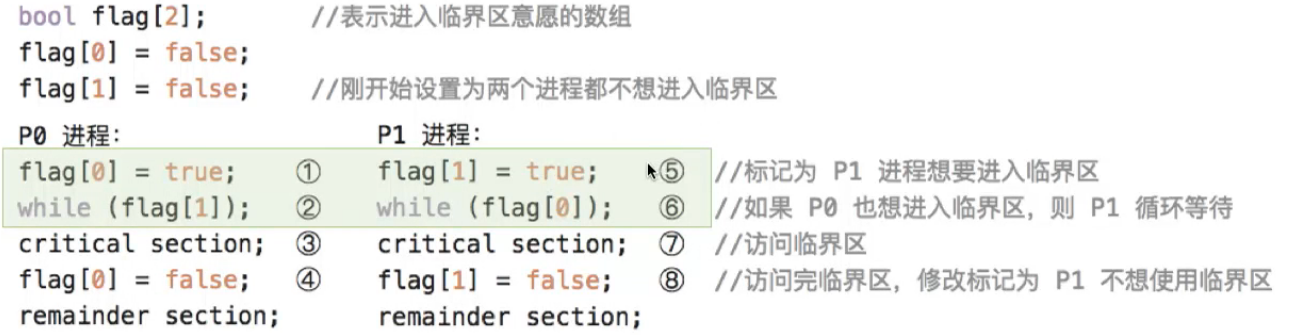 bool flag[2]; //表示进入临界区意愿的数组
flag[0] = false;
flag[1] = false; //刚开始设置为两个进程都不想进入临界区
P0 进程: P1 进程:
flag[0] = true; ① flag[1] = true; ⑤ //标记为 P1 进程想要进入临界区
while (flag[1]); ② while (flag[0]); ⑥ //如果 P0 也想进入临界区，则 P1 循环等待
critical section; ③ critical section; ⑦ //访问临界区
flag[0] = false; ④ flag[1] = false; ⑧ //访问完临界区，修改标记为 P1 不想使用临界区
remainder section; remainder section;